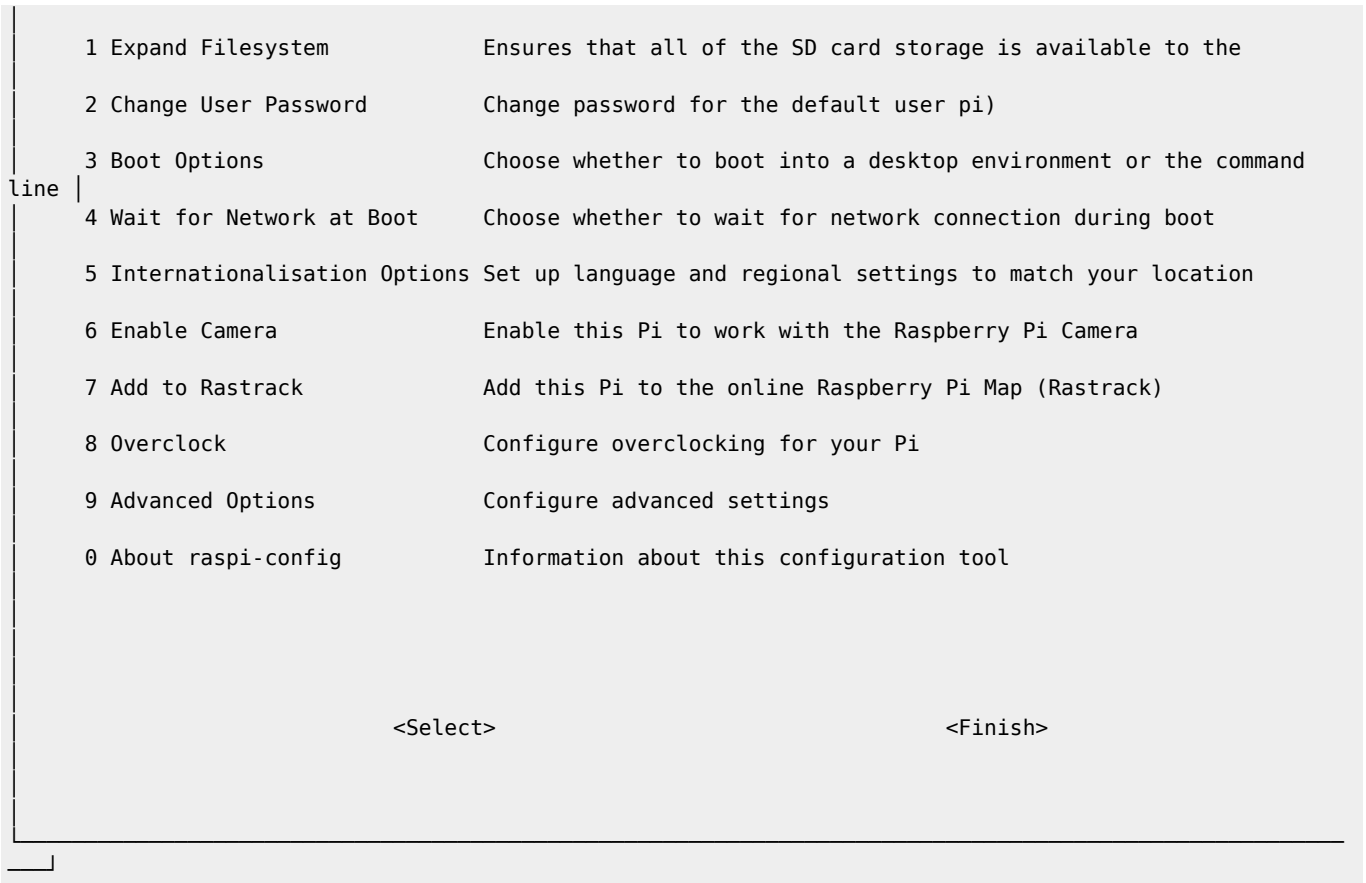 1 Expand Filesystem Ensures that all of the SD card storage is available to the
2 Change User Password Change password for the default user pi)
3 Boot Options Choose whether to boot into a desktop environment or the command
line
4 Wait for Network at Boot Choose whether to wait for network connection during boot
5 Internationalisation Options Set up language and regional settings to match your location
6 Enable Camera Enable this Pi to work with the Raspberry Pi Camera
7 Add to Rastrack Add this Pi to the online Raspberry Pi Map (Rastrack)
8 Overclock Configure overclocking for your Pi
9 Advanced Options Configure advanced settings
0 About raspi-config Information about this configuration tool
<Select> <Finish>